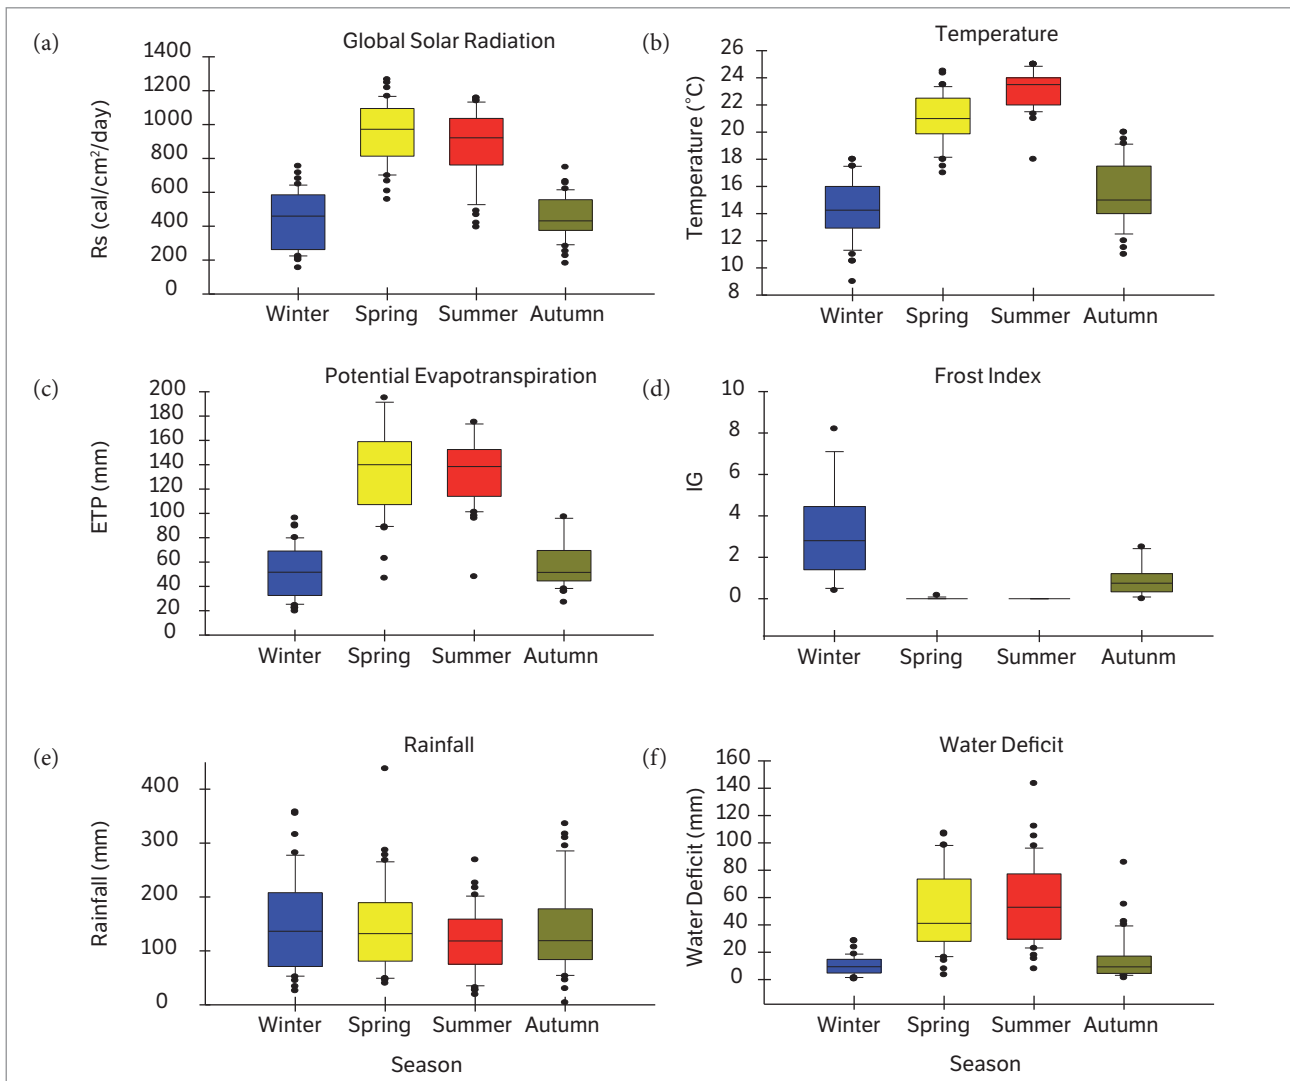 (a)
Global Solar Radiation
Rs (cal/cm²/day)
1400
1200
1000
800
600
400
200
0
Winter Spring Summer Autumn
(b)
Temperature
Temperature (°C)
26
24
22
20
18
16
14
12
10
8
Winter Spring Summer Autumn
(c)
Potential Evapotranspiration
ETP (mm)
200
180
160
140
120
100
80
60
40
20
0
Winter Spring Summer Autumn
(d)
Frost Index
IG
10
8
6
4
2
0
Winter Spring Summer Autunm
(e)
Rainfall
Rainfall (mm)
400
300
200
100
0
Winter Spring Summer Autumn
Season
(f)
Water Deficit
Water Deficit (mm)
160
140
120
100
80
60
40
20
0
Winter Spring Summer Autumn
Season